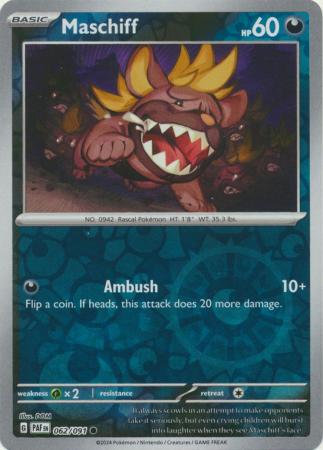 BASIC Maschiff HP 60
NO. 0942 Rascal Pokémon HT: 1'8" WT: 35.3 lbs.
Ambush 10+
Flip a coin. If heads, this attack does 20 more damage.
weakness ×2 resistance retreat
Illus. DOM
G PAF EN 062/091
It always scowls in an attempt to make opponents
take it seriously, but even crying children will burst
into laughter when they see Maschiff's face.
©2024 Pokémon / Nintendo / Creatures / GAME FREAK